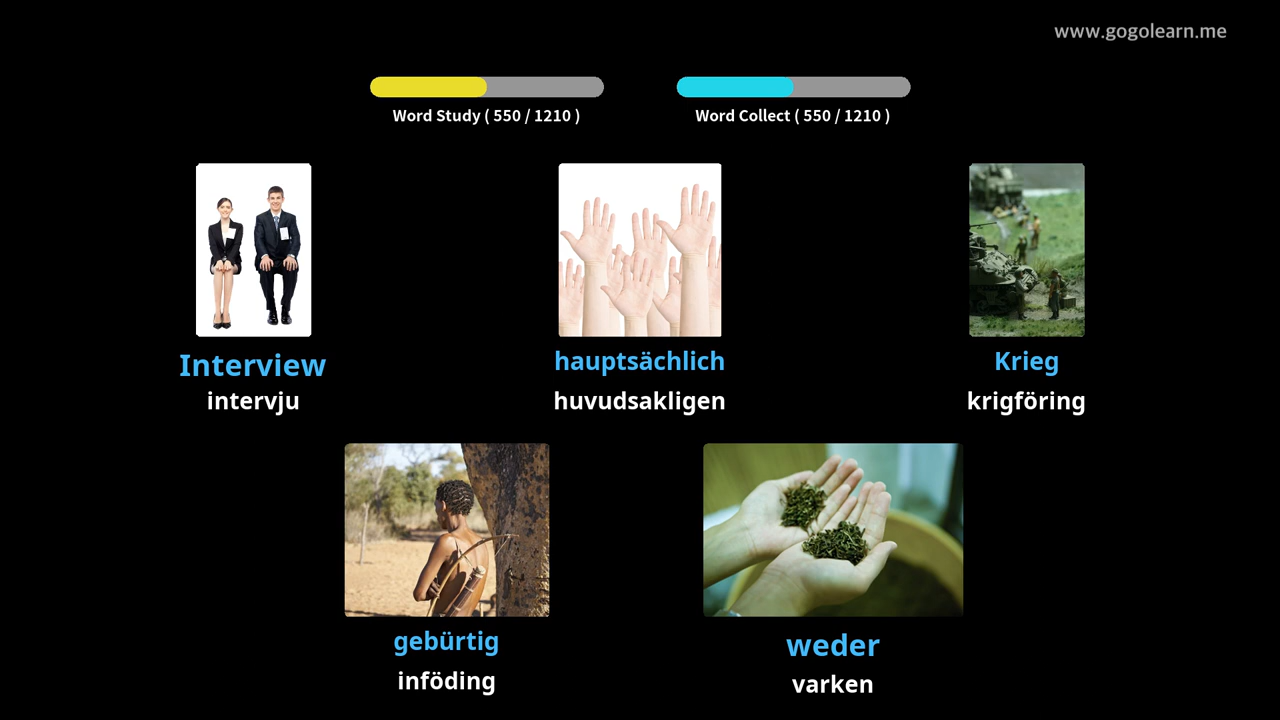 www.gogolearn.me
Word Study ( 550 / 1210 )
Word Collect ( 550 / 1210 )
Interview
intervju
hauptsächlich
huvudsakligen
Krieg
krigföring
gebürtig
inföding
weder
varken